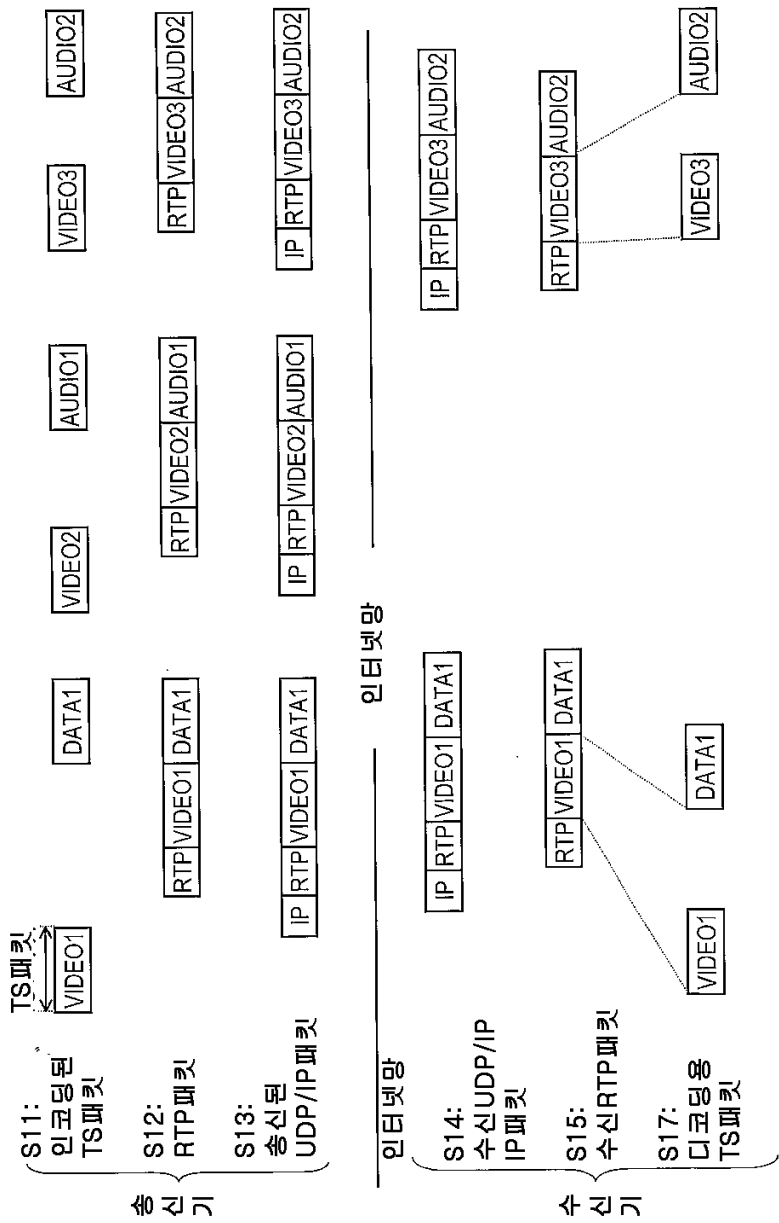 TS패킷
송신기
S11:
인코딩된
TS패킷
VIDEO1
DATA1
VIDEO2
AUDIO1
VIDEO3
AUDIO2
S12:
RTP패킷
RTP VIDEO1 DATA1
RTP VIDEO2 AUDIO1
RTP VIDEO3 AUDIO2
S13:
송신된
UDP/IP패킷
IP RTP VIDEO1 DATA1
IP RTP VIDEO2 AUDIO1
IP RTP VIDEO3 AUDIO2
인터넷망
인터넷망
수신기
S14:
수신UDP/IP
IP패킷
IP RTP VIDEO1 DATA1
IP RTP VIDEO3 AUDIO2
S15:
수신RTP패킷
RTP VIDEO1 DATA1
RTP VIDEO3 AUDIO2
S17:
디코딩용
TS패킷
VIDEO1
DATA1
VIDEO3
AUDIO2